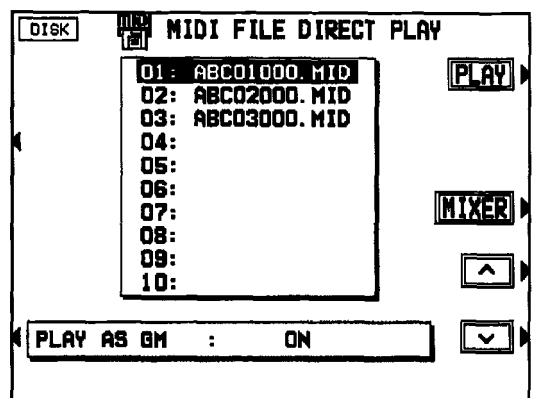 DISK MIDI FILE DIRECT PLAY
01: ABC01000.MID
PLAY
02: ABC02000.MID
03: ABC03000.MID
04:
05:
06:
07:
MIXER
08:
09:
10:
PLAY AS GM : ON